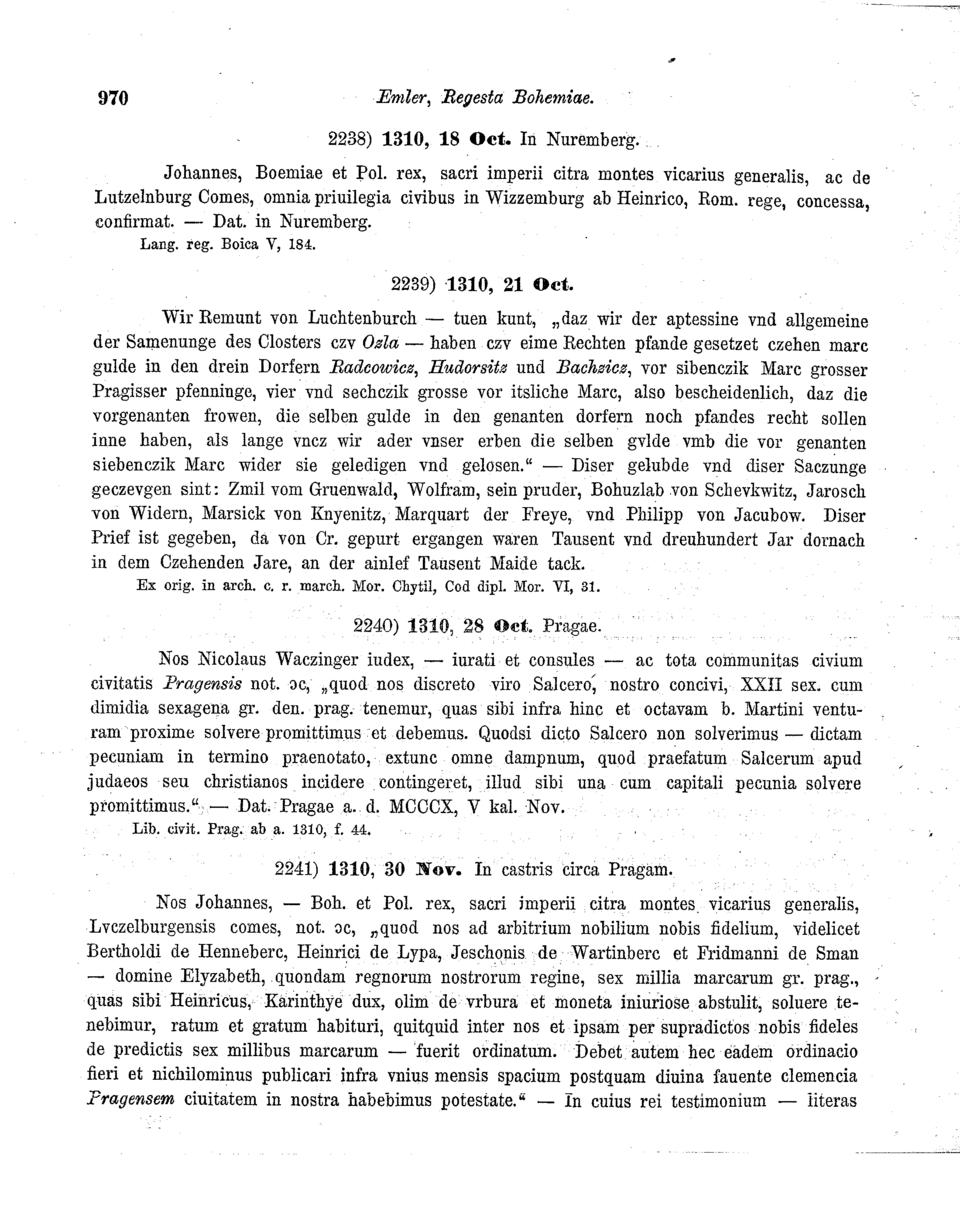 970 Emler, Regesta Bohemiae.
2238) 1310, 18 Oct. In Nuremberg.
Johannes, Boemiae et Pol. rex, sacri imperii citra montes vicarius generalis, ac de
Lutzelnburg Comes, omnia priuilegia civibus in Wizzemburg ab Heinrico, Rom. rege, concessa,
confirmat. — Dat. in Nuremberg.
Lang. reg. Boica V, 184.
2239) 1310, 21 Oct.
Wir Remunt von Luchtenburch — tuen kunt, „daz wir der aptessine vnd allgemeine
der Samenunge des Closters czv Ozla — haben czv eime Rechten pfande gesetzet czehen marc
gulde in den drein Dorfern Radcowicz, Hudorsitz und Bachzicz, vor sibenczik Marc grosser
Pragisser pfenninge, vier vnd sechczik grosse vor itsliche Marc, also bescheidenlich, daz die
vorgenanten frowen, die selben gulde in den genanten dorfern noch pfandes recht sollen
inne haben, als lange vncz wir ader vnser erben die selben gvlde vmb die vor genanten
siebenczik Marc wider sie geledigen vnd gelosen.“ — Diser gelubde vnd diser Saczunge
geczevgen sint: Zmil vom Gruenwald, Wolfram, sein pruder, Bohuzlab von Schevkwitz, Jarosch
von Widern, Marsick von Knyenitz, Marquart der Freye, vnd Philipp von Jacubow. Diser
Prief ist gegeben, da von Cr. gepurt ergangen waren Tausent vnd dreuhundert Jar dornach
in dem Czehenden Jare, an der ainlef Tausent Maide tack.
Ex orig. in arch. c. r. march. Mor. Chytil, Cod dipl. Mor. VI, 31.
2240) 1310, 28 Oct. Pragae.
Nos Nicolaus Waczinger iudex, — iurati et consules — ac tota communitas civium
civitatis Pragensis not. ɔc, „quod nos discreto viro Salcero, nostro concivi, XXII sex. cum
dimidia sexagena gr. den. prag. tenemur, quas sibi infra hinc et octavam b. Martini ventu-
ram proxime solvere promittimus et debemus. Quodsi dicto Salcero non solverimus — dictam
pecuniam in termino praenotato, extunc omne dampnum, quod praefatum Salcerum apud
judaeos seu christianos incidere contingeret, illud sibi una cum capitali pecunia solvere
promittimus.“ — Dat. Pragae a. d. MCCCX, V kal. Nov.
Lib. civit. Prag. ab a. 1310, f. 44.
2241) 1310, 30 Nov. In castris circa Pragam.
Nos Johannes, — Boh. et Pol. rex, sacri imperii citra montes vicarius generalis,
Lvczelburgensis comes, not. ɔc, „quod nos ad arbitrium nobilium nobis fidelium, videlicet
Bertholdi de Henneberc, Heinrici de Lypa, Jeschonis de Wartinberc et Fridmanni de Sman
— domine Elyzabeth, quondam regnorum nostrorum regine, sex millia marcarum gr. prag.,
quas sibi Heinricus, Karinthye dux, olim de vrbura et moneta iniuriose abstulit, soluere te-
nebimur, ratum et gratum habituri, quitquid inter nos et ipsam per supradictos nobis fideles
de predictis sex millibus marcarum — fuerit ordinatum. Debet autem hec eadem ordinacio
fieri et nichilominus publicari infra vnius mensis spacium postquam diuina fauente clemencia
Pragensem ciuitatem in nostra habebimus potestate.“ — In cuius rei testimonium — literas